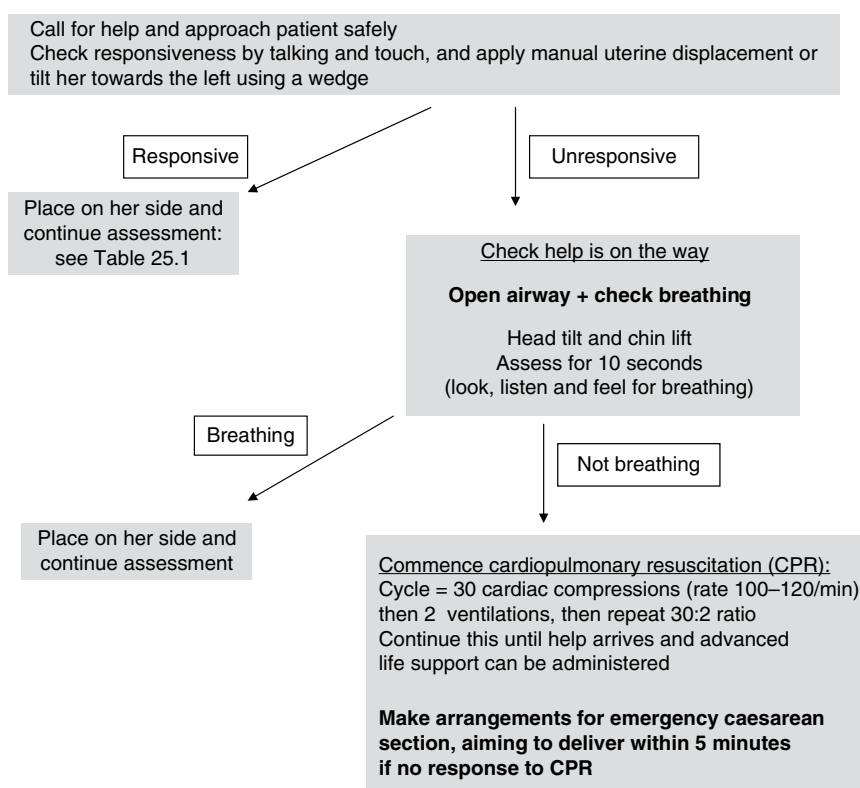 Call for help and approach patient safely
Check responsiveness by talking and touch, and apply manual uterine displacement or
tilt her towards the left using a wedge
Responsive
Unresponsive
Place on her side and
continue assessment:
see Table 25.1
Check help is on the way
Open airway + check breathing
Head tilt and chin lift
Assess for 10 seconds
(look, listen and feel for breathing)
Breathing
Not breathing
Place on her side and
continue assessment
Commence cardiopulmonary resuscitation (CPR):
Cycle = 30 cardiac compressions (rate 100–120/min)
then 2 ventilations, then repeat 30:2 ratio
Continue this until help arrives and advanced
life support can be administered
Make arrangements for emergency caesarean
section, aiming to deliver within 5 minutes
if no response to CPR